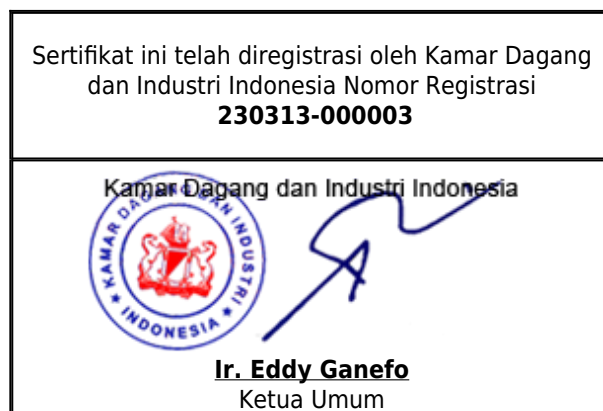 Sertifikat ini telah diregistrasi oleh Kamar Dagang
dan Industri Indonesia Nomor Registrasi
230313-000003
Kamar Dagang dan Industri Indonesia
KAMAR DAGANG DAN INDUSTRI
INDONESIA
Ir. Eddy Ganefo
Ketua Umum